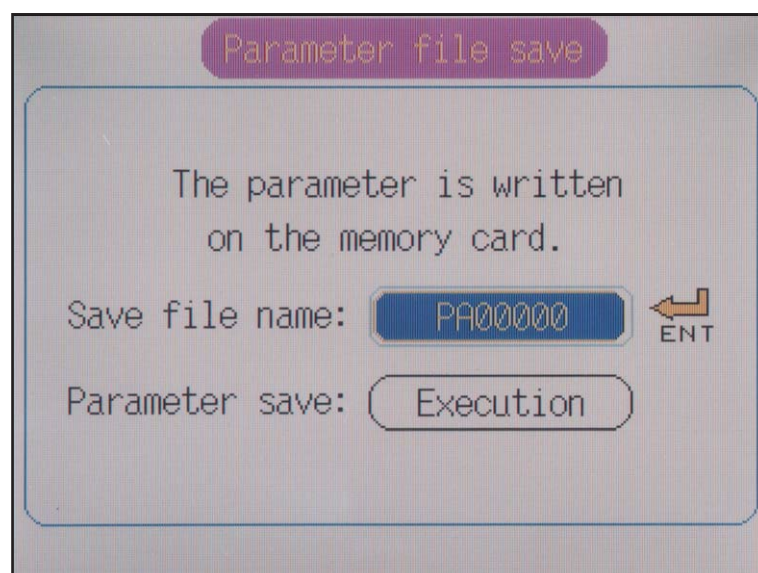 Parameter file save
The parameter is written
on the memory card.
Save file name: PA00000
ENT
Parameter save: Execution